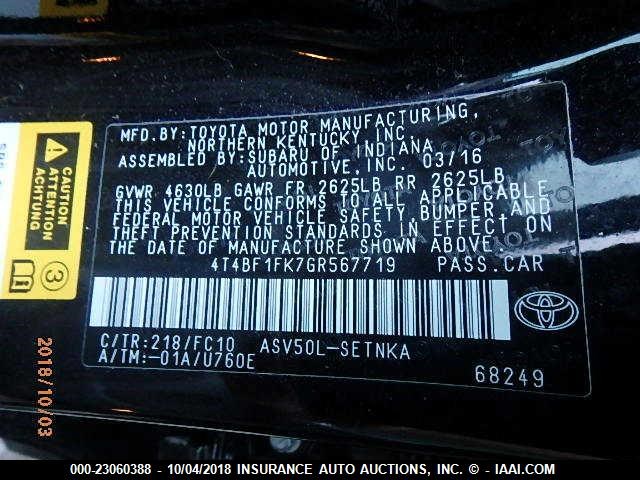 MFD.BY:TOYOTA MOTOR MANUFACTURING,
NORTHERN KENTUCKY, INC.
ASSEMBLED BY:SUBARU OF INDIANA
AUTOMOTIVE,INC. 03/16
GVWR 4630LB GAWR FR 2625LB RR 2625LB
THIS VEHICLE CONFORMS TO ALL APPLICABLE
FEDERAL MOTOR VEHICLE SAFETY,BUMPER,AND
THEFT PREVENTION STANDARDS IN EFFECT ON
THE DATE OF MANUFACTURE SHOWN ABOVE.
4T4BF1FK7GR567719 PASS.CAR
C/TR:218/FC10 ASV50L-SETNKA
A/TM:-01A/U760E
68249
ATTENTION
ACHTUNG
3
2018/10/03
000-23060388 - 10/04/2018 INSURANCE AUTO AUCTIONS, INC. © - IAAI.COM